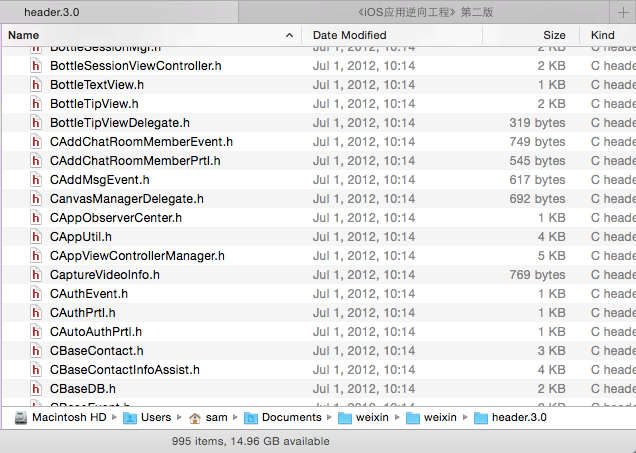 header.3.0 《iOS应用逆向工程》第二版
Name Date Modified Size Kind
BottleSessionMgr.h Jul 1, 2012, 10:14 2 KB C heade
BottleSessionViewController.h Jul 1, 2012, 10:14 2 KB C heade
BottleTextView.h Jul 1, 2012, 10:14 1 KB C heade
BottleTipView.h Jul 1, 2012, 10:14 2 KB C heade
BottleTipViewDelegate.h Jul 1, 2012, 10:14 319 bytes C heade
CAddChatRoomMemberEvent.h Jul 1, 2012, 10:14 749 bytes C heade
CAddChatRoomMemberPrtl.h Jul 1, 2012, 10:14 545 bytes C heade
CAddMsgEvent.h Jul 1, 2012, 10:14 617 bytes C heade
CanvasManagerDelegate.h Jul 1, 2012, 10:14 692 bytes C heade
CAppObserverCenter.h Jul 1, 2012, 10:14 1 KB C heade
CAppUtil.h Jul 1, 2012, 10:14 4 KB C heade
CAppViewControllerManager.h Jul 1, 2012, 10:14 5 KB C heade
CaptureVideoInfo.h Jul 1, 2012, 10:14 769 bytes C heade
CAuthEvent.h Jul 1, 2012, 10:14 1 KB C heade
CAuthPrtl.h Jul 1, 2012, 10:14 1 KB C heade
CAutoAuthPrtl.h Jul 1, 2012, 10:14 1 KB C heade
CBaseContact.h Jul 1, 2012, 10:14 3 KB C heade
CBaseContactInfoAssist.h Jul 1, 2012, 10:14 4 KB C heade
CBaseDB.h Jul 1, 2012, 10:14 2 KB C heade
CBaseEvent.h Jul 1, 2012, 10:14 C heade
Macintosh HD Users sam Documents weixin weixin header.3.0
995 items, 14.96 GB available